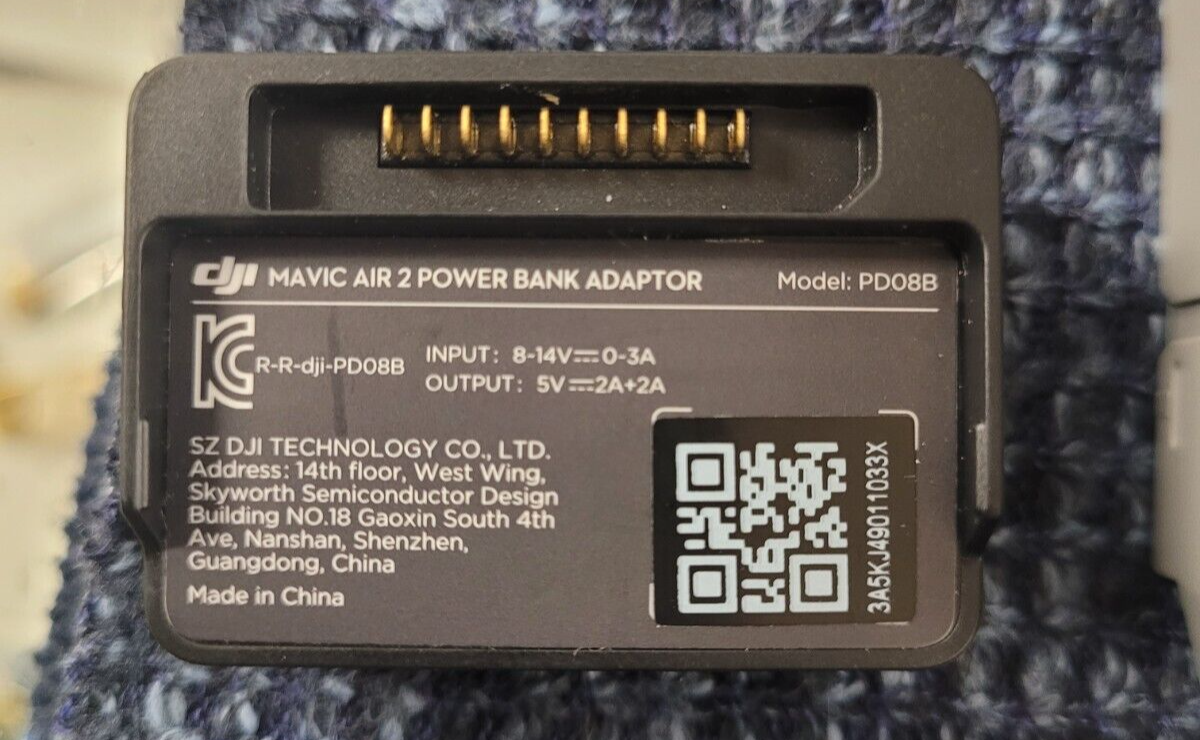 dji MAVIC AIR 2 POWER BANK ADAPTOR Model: PD08B
R-R-dji-PD08B
INPUT: 8-14V⎓0-3A
OUTPUT: 5V⎓2A+2A
SZ DJI TECHNOLOGY CO., LTD.
Address: 14th floor, West Wing,
Skyworth Semiconductor Design
Building NO.18 Gaoxin South 4th
Ave, Nanshan, Shenzhen,
Guangdong, China
Made in China
3A5KJ49011033X